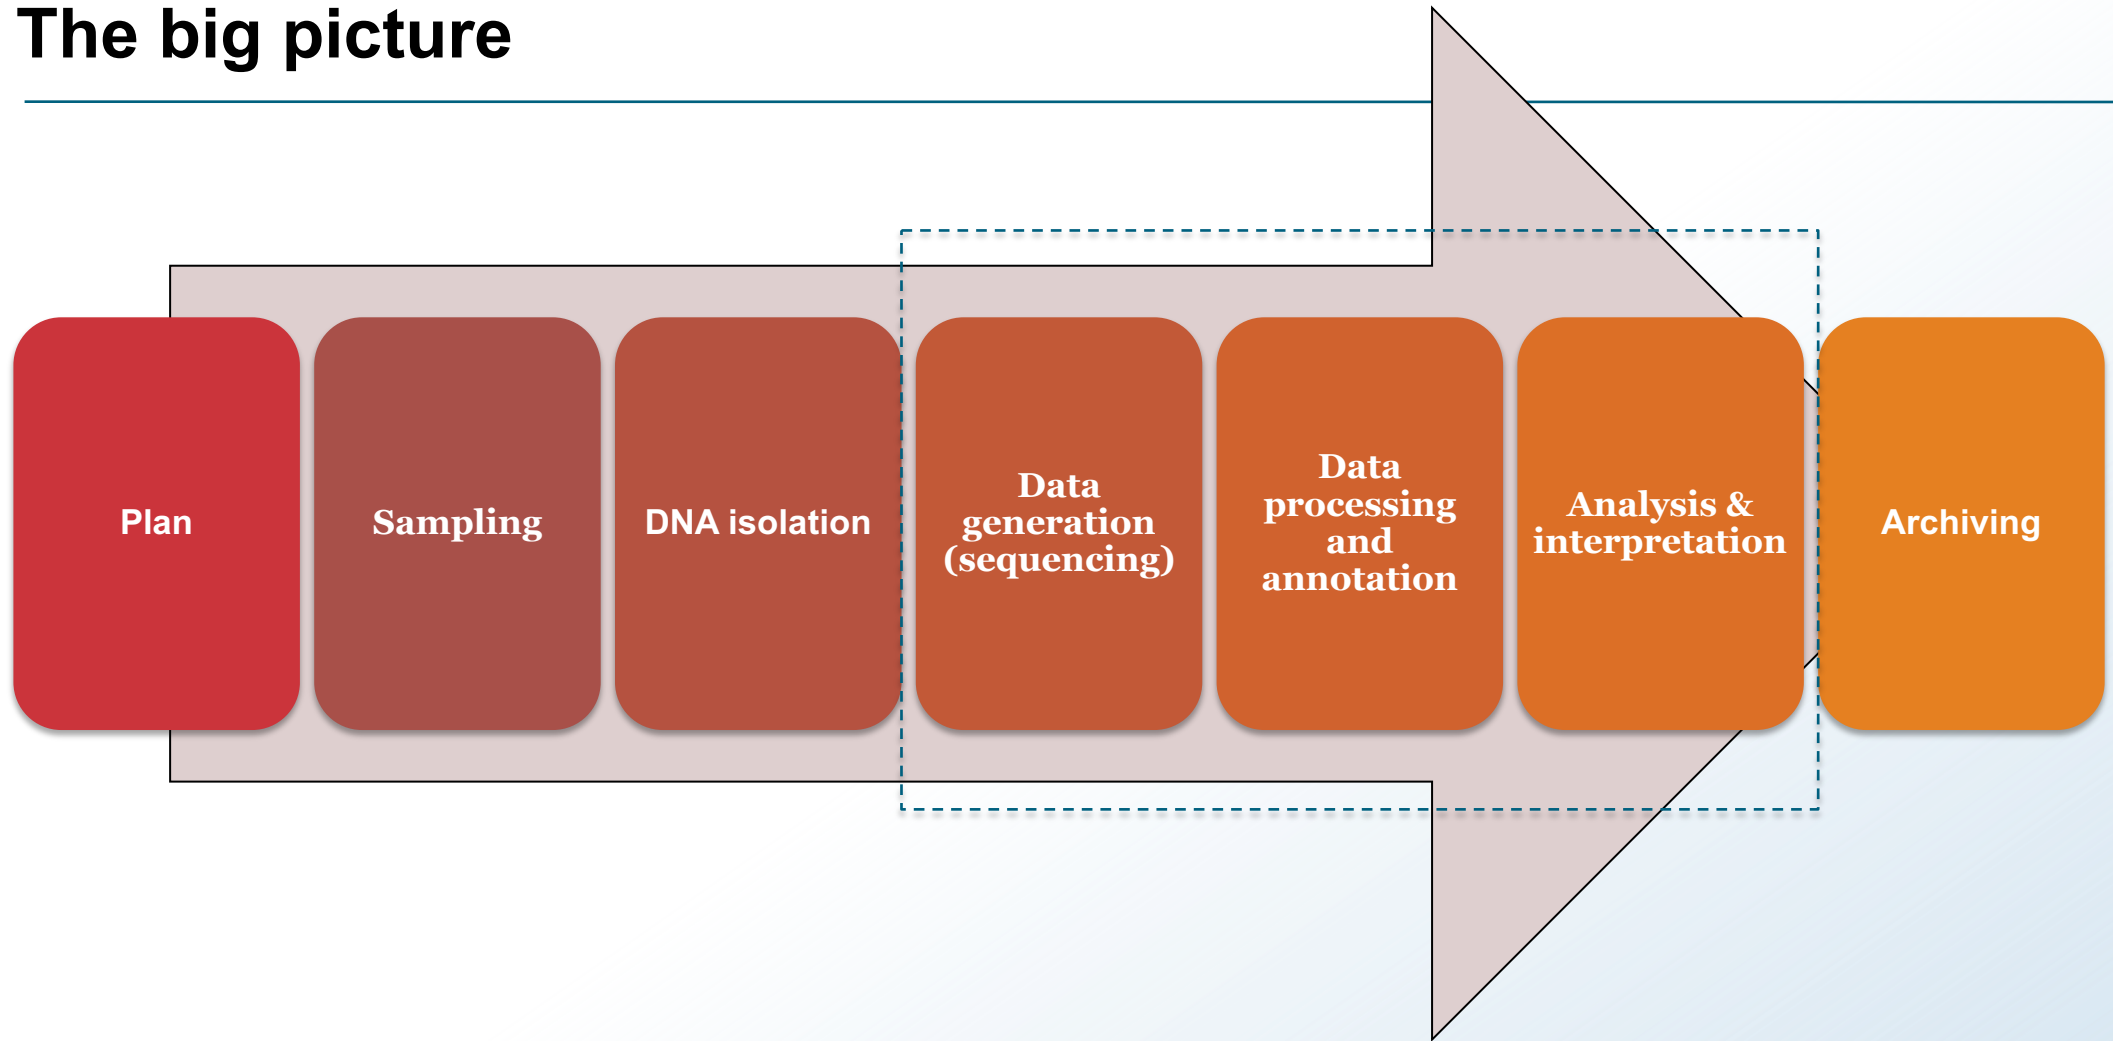 The big picture
Plan
Sampling
DNA isolation
Data
generation
(sequencing)
Data
processing
and
annotation
Analysis &
interpretation
Archiving